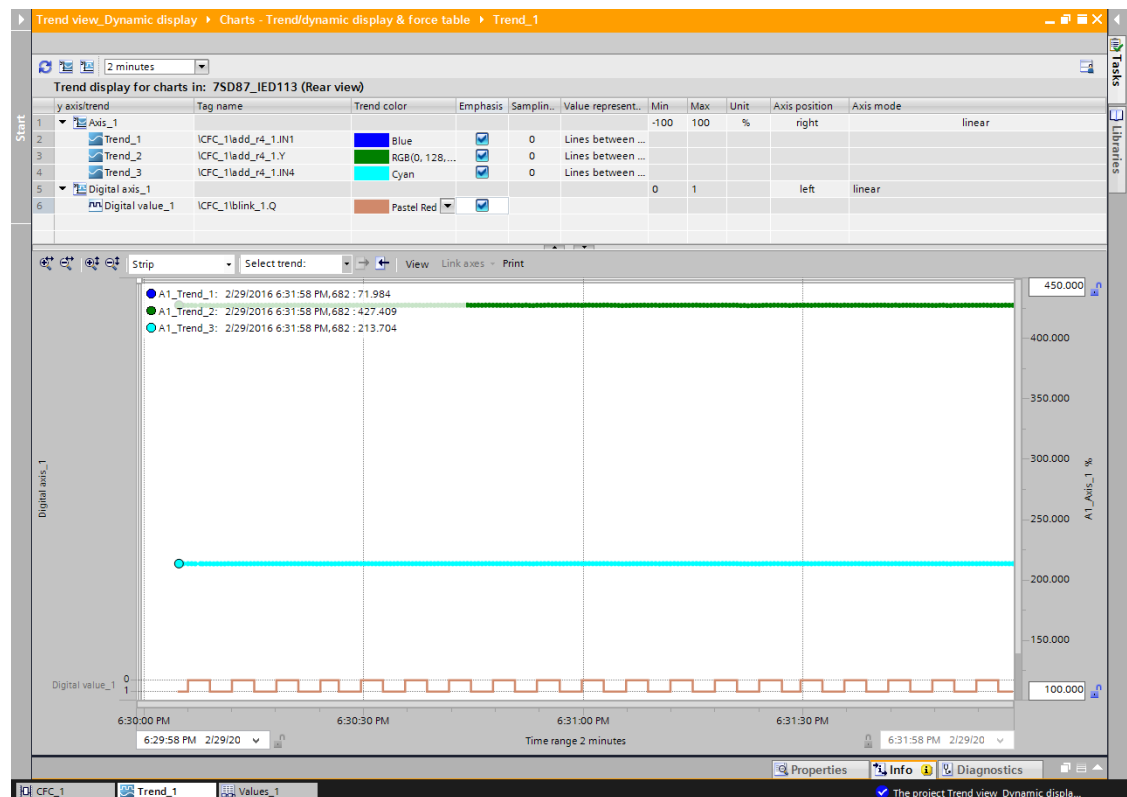 Trend view_Dynamic display ▸ Charts - Trend/dynamic display & force table ▸ Trend_1
2 minutes
Trend display for charts in: 7SD87_IED113 (Rear view)
y axis/trend Tag name Trend color Emphasis Samplin.. Value represent.. Min Max Unit Axis position Axis mode
1 Axis_1 -100 100 % right linear
2 Trend_1 \CFC_1\add_r4_1.IN1 Blue 0 Lines between ...
3 Trend_2 \CFC_1\add_r4_1.Y RGB(0, 128,... 0 Lines between ...
4 Trend_3 \CFC_1\add_r4_1.IN4 Cyan 0 Lines between ...
5 Digital axis_1 0 1 left linear
6 Digital value_1 \CFC_1\blink_1.Q Pastel Red
Strip Select trend: View Link axes Print
A1_Trend_1: 2/29/2016 6:31:58 PM,682 : 71.984
A1_Trend_2: 2/29/2016 6:31:58 PM,682 : 427.409
A1_Trend_3: 2/29/2016 6:31:58 PM,682 : 213.704
450.000
400.000
350.000
300.000
250.000
200.000
150.000
100.000
A1_Axis_1 %
Digital axis_1
Digital value_1
0
1
6:30:00 PM 6:30:30 PM 6:31:00 PM 6:31:30 PM
6:29:58 PM 2/29/20 Time range 2 minutes 6:31:58 PM 2/29/20
Properties Info Diagnostics
CFC_1 Trend_1 Values_1 The project Trend view_Dynamic displa...
Start
Tasks
Libraries